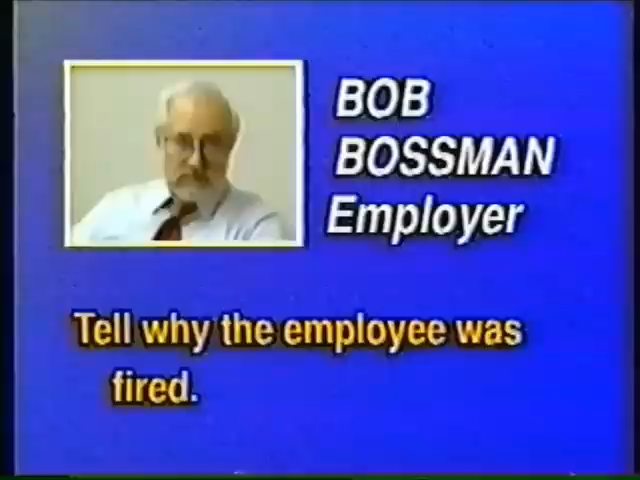 BOB
BOSSMAN
Employer
Tell why the employee was
fired.